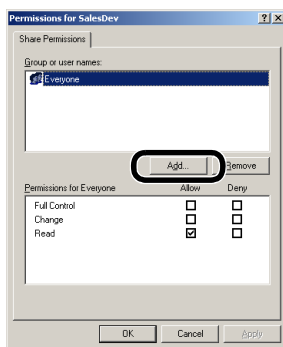 Permissions for SalesDev
Share Permissions
Group or user names:
Everyone
Add... Remove
Permissions for Everyone Allow Deny
Full Control
Change
Read
OK Cancel Apply